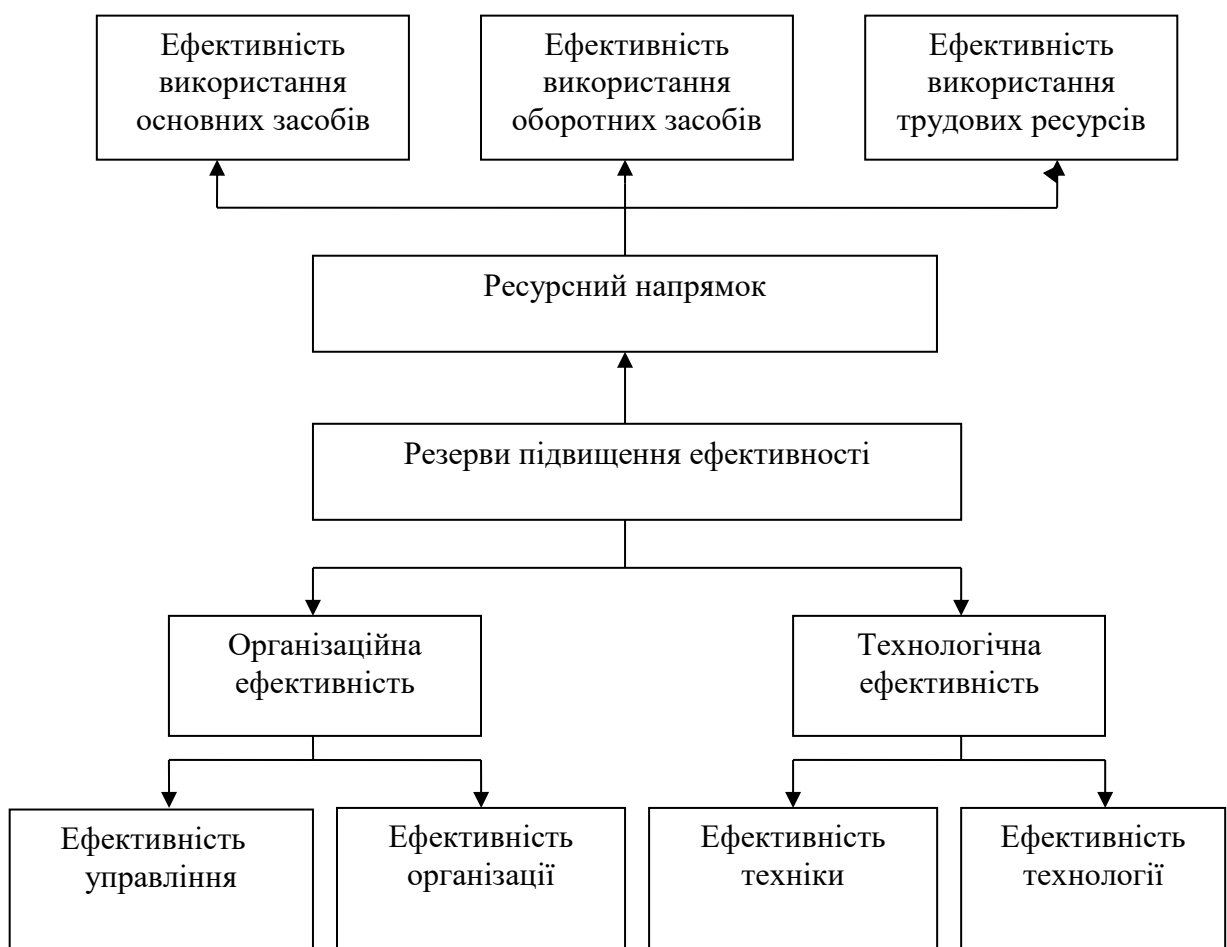 Ефективність
використання
основних засобів
Ефективність
використання
оборотних засобів
Ефективність
використання
трудових ресурсів
Ресурсний напрямок
Резерви підвищення ефективності
Організаційна
ефективність
Технологічна
ефективність
Ефективність
управління
Ефективність
організації
Ефективність
техніки
Ефективність
технології